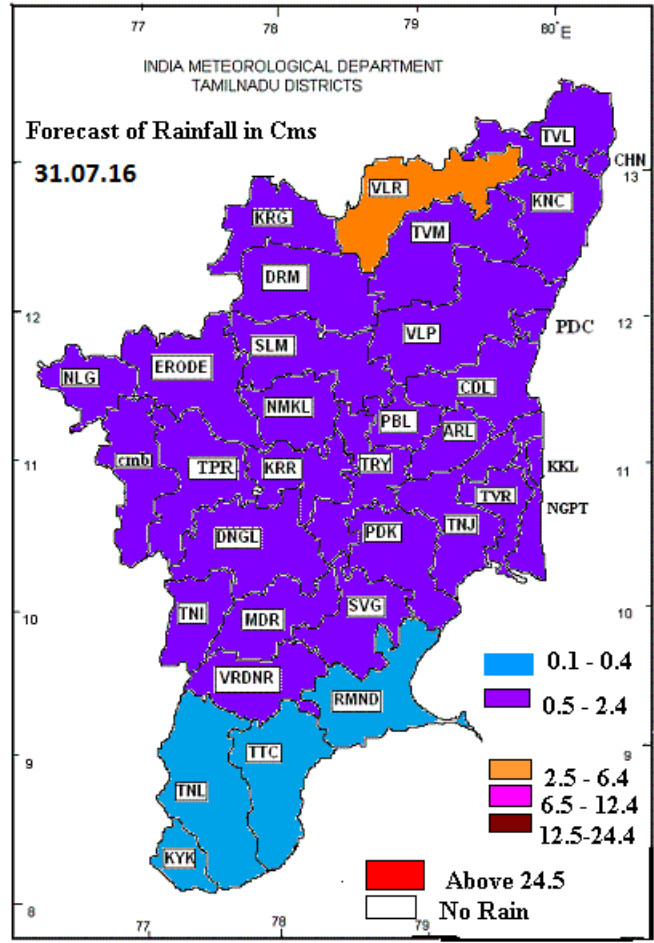 77 78 79 80° E
INDIA METEOROLOGICAL DEPARTMENT
TAMILNADU DISTRICTS
Forecast of Rainfall in Cms
31.07.16
TVL
CHN
13
VLR
KNC
KRG
TVM
DRM
12
12
PDC
SLM
VLP
ERODE
NLG
CDL
NMKL
PBL
ARL
11
cmb
TPR
KRR
TRY
KKL
11
TVR
NGPT
DNGL
PDK
TNJ
10
TNI
MDR
SVG
10
VRDNR
RMND
0.1 - 0.4
0.5 - 2.4
9
TTC
9
TNL
2.5 - 6.4
6.5 - 12.4
12.5-24.4
KYK
Above 24.5
No Rain
8
77 78 79